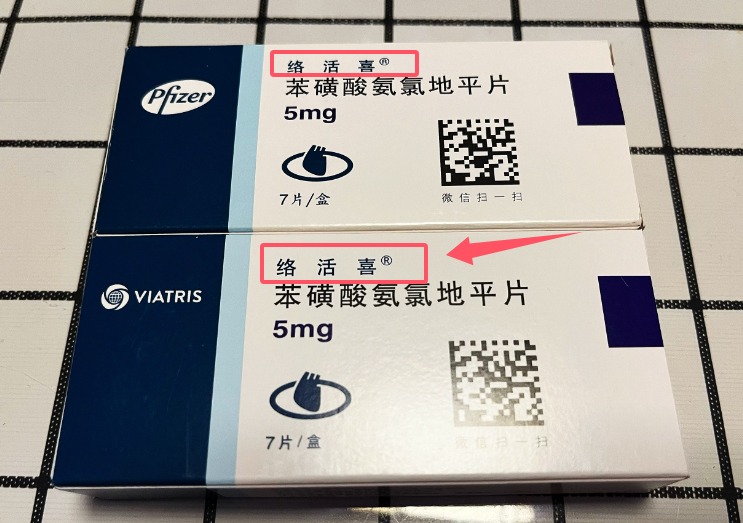 Pfizer
络活喜®
苯磺酸氨氯地平片
5mg
7片/盒
微信扫一扫
VIATRIS
络活喜®
苯磺酸氨氯地平片
5mg
7片/盒
微信扫一扫